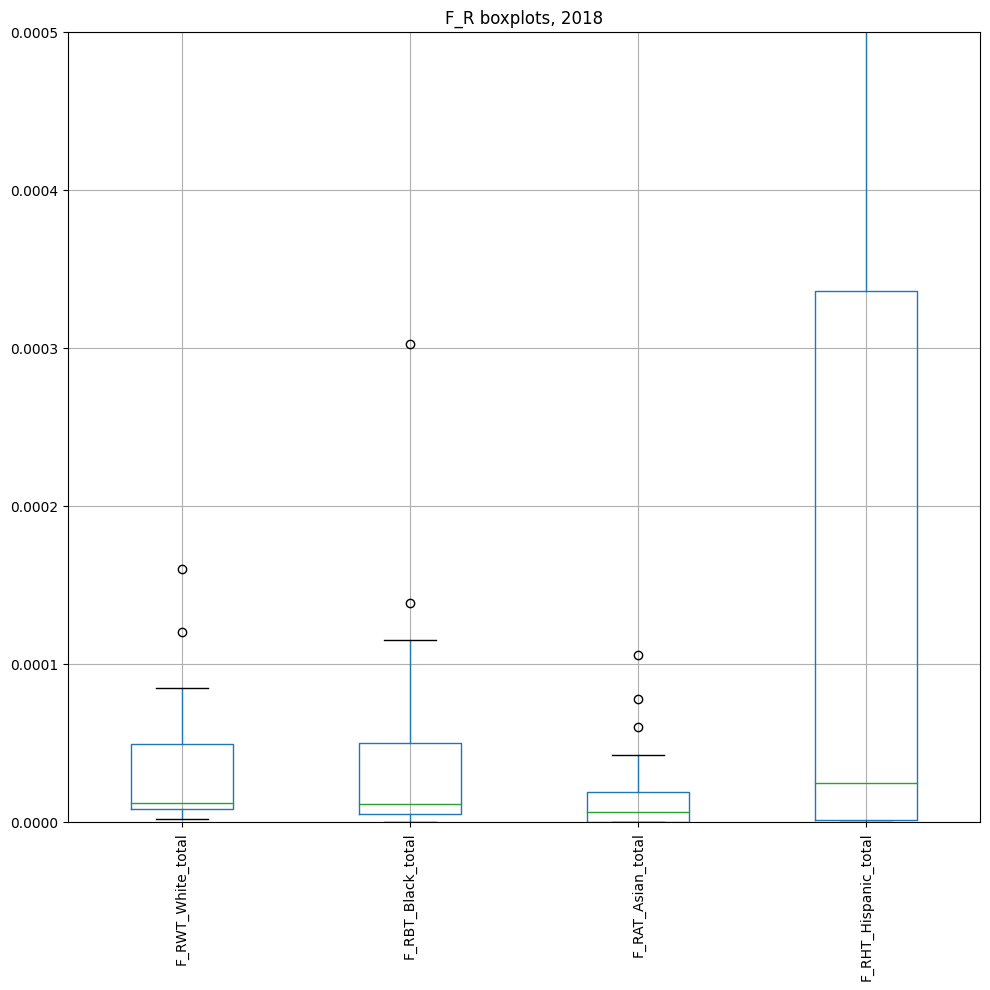 F_R boxplots, 2018
0.0005
0.0004
0.0003
0.0002
0.0001
0.0000
F_RWT_White_total
F_RBT_Black_total
F_RAT_Asian_total
F_RHT_Hispanic_total